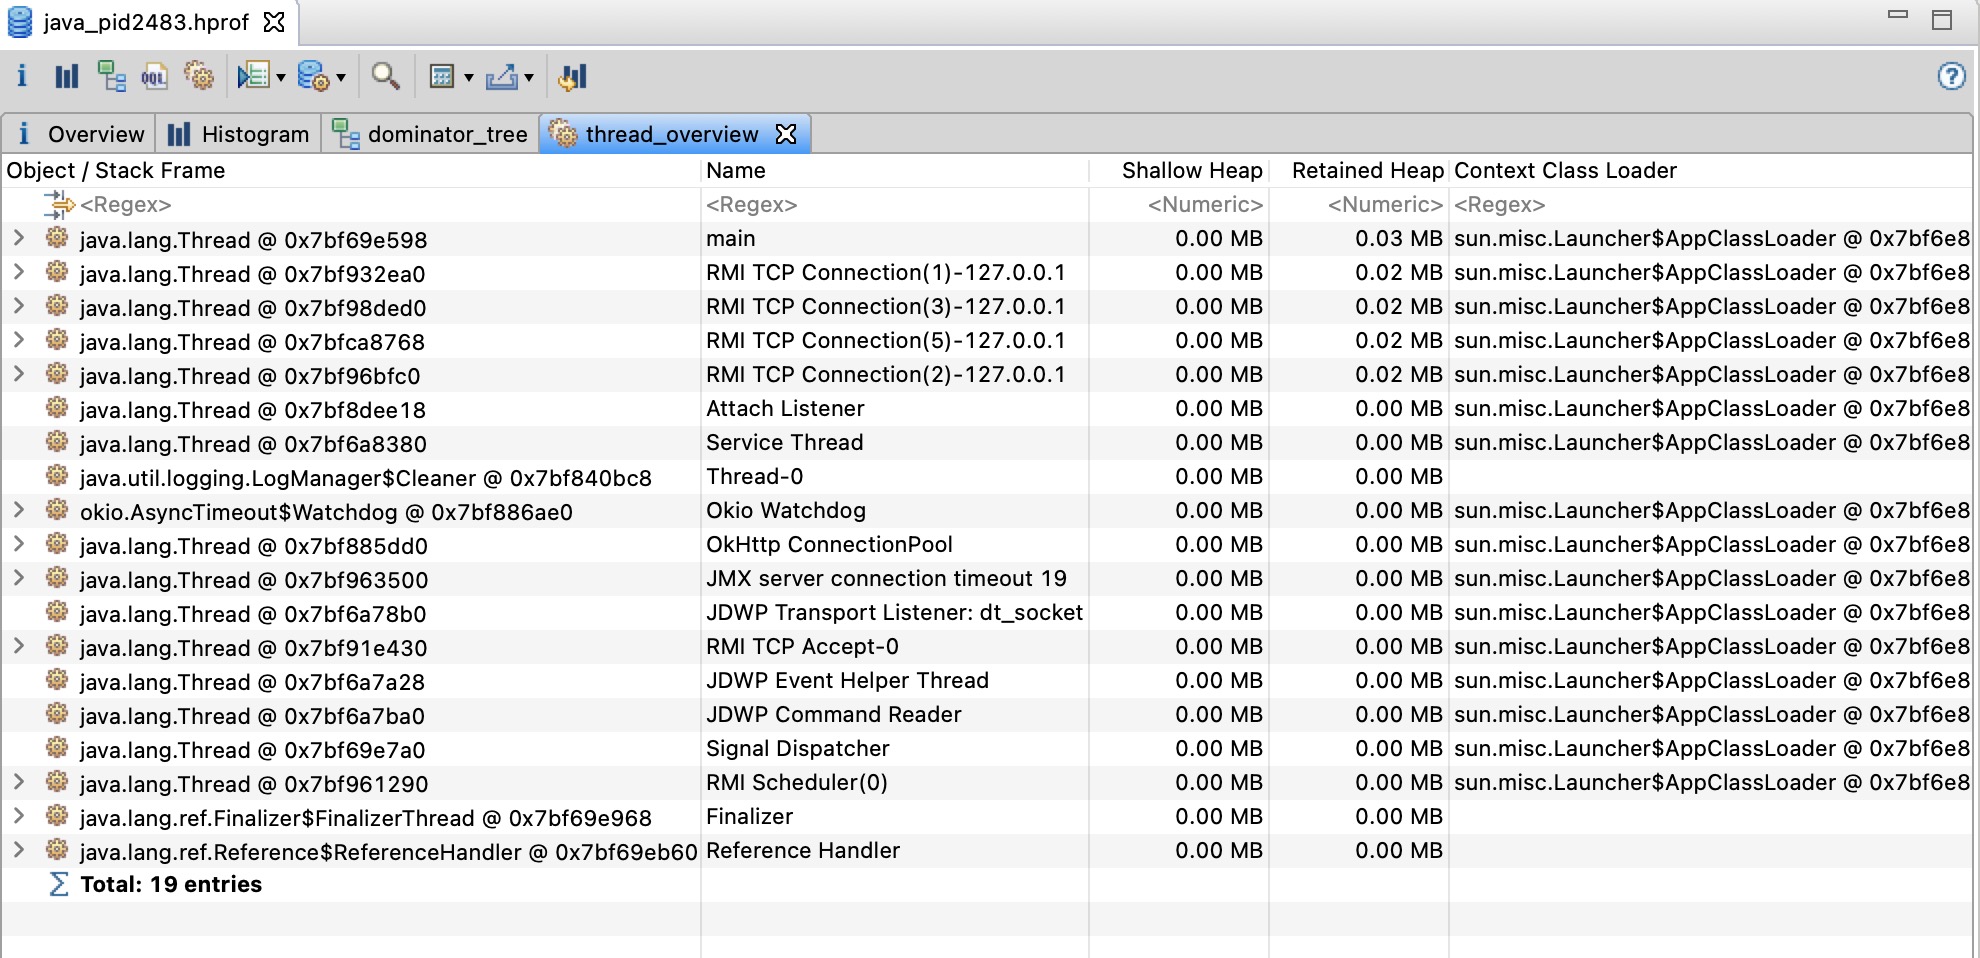 java_pid2483.hprof
OQL
Overview Histogram dominator_tree thread_overview
Object / Stack Frame Name Shallow Heap Retained Heap Context Class Loader
<Regex> <Regex> <Numeric> <Numeric> <Regex>
java.lang.Thread @ 0x7bf69e598 main 0.00 MB 0.03 MB sun.misc.Launcher$AppClassLoader @ 0x7bf6e8
java.lang.Thread @ 0x7bf932ea0 RMI TCP Connection(1)-127.0.0.1 0.00 MB 0.02 MB sun.misc.Launcher$AppClassLoader @ 0x7bf6e8
java.lang.Thread @ 0x7bf98ded0 RMI TCP Connection(3)-127.0.0.1 0.00 MB 0.02 MB sun.misc.Launcher$AppClassLoader @ 0x7bf6e8
java.lang.Thread @ 0x7bfca8768 RMI TCP Connection(5)-127.0.0.1 0.00 MB 0.02 MB sun.misc.Launcher$AppClassLoader @ 0x7bf6e8
java.lang.Thread @ 0x7bf96bfc0 RMI TCP Connection(2)-127.0.0.1 0.00 MB 0.02 MB sun.misc.Launcher$AppClassLoader @ 0x7bf6e8
java.lang.Thread @ 0x7bf8dee18 Attach Listener 0.00 MB 0.00 MB sun.misc.Launcher$AppClassLoader @ 0x7bf6e8
java.lang.Thread @ 0x7bf6a8380 Service Thread 0.00 MB 0.00 MB sun.misc.Launcher$AppClassLoader @ 0x7bf6e8
java.util.logging.LogManager$Cleaner @ 0x7bf840bc8 Thread-0 0.00 MB 0.00 MB
okio.AsyncTimeout$Watchdog @ 0x7bf886ae0 Okio Watchdog 0.00 MB 0.00 MB sun.misc.Launcher$AppClassLoader @ 0x7bf6e8
java.lang.Thread @ 0x7bf885dd0 OkHttp ConnectionPool 0.00 MB 0.00 MB sun.misc.Launcher$AppClassLoader @ 0x7bf6e8
java.lang.Thread @ 0x7bf963500 JMX server connection timeout 19 0.00 MB 0.00 MB sun.misc.Launcher$AppClassLoader @ 0x7bf6e8
java.lang.Thread @ 0x7bf6a78b0 JDWP Transport Listener: dt_socket 0.00 MB 0.00 MB sun.misc.Launcher$AppClassLoader @ 0x7bf6e8
java.lang.Thread @ 0x7bf91e430 RMI TCP Accept-0 0.00 MB 0.00 MB sun.misc.Launcher$AppClassLoader @ 0x7bf6e8
java.lang.Thread @ 0x7bf6a7a28 JDWP Event Helper Thread 0.00 MB 0.00 MB sun.misc.Launcher$AppClassLoader @ 0x7bf6e8
java.lang.Thread @ 0x7bf6a7ba0 JDWP Command Reader 0.00 MB 0.00 MB sun.misc.Launcher$AppClassLoader @ 0x7bf6e8
java.lang.Thread @ 0x7bf69e7a0 Signal Dispatcher 0.00 MB 0.00 MB sun.misc.Launcher$AppClassLoader @ 0x7bf6e8
java.lang.Thread @ 0x7bf961290 RMI Scheduler(0) 0.00 MB 0.00 MB sun.misc.Launcher$AppClassLoader @ 0x7bf6e8
java.lang.ref.Finalizer$FinalizerThread @ 0x7bf69e968 Finalizer 0.00 MB 0.00 MB
java.lang.ref.Reference$ReferenceHandler @ 0x7bf69eb60 Reference Handler 0.00 MB 0.00 MB
Total: 19 entries